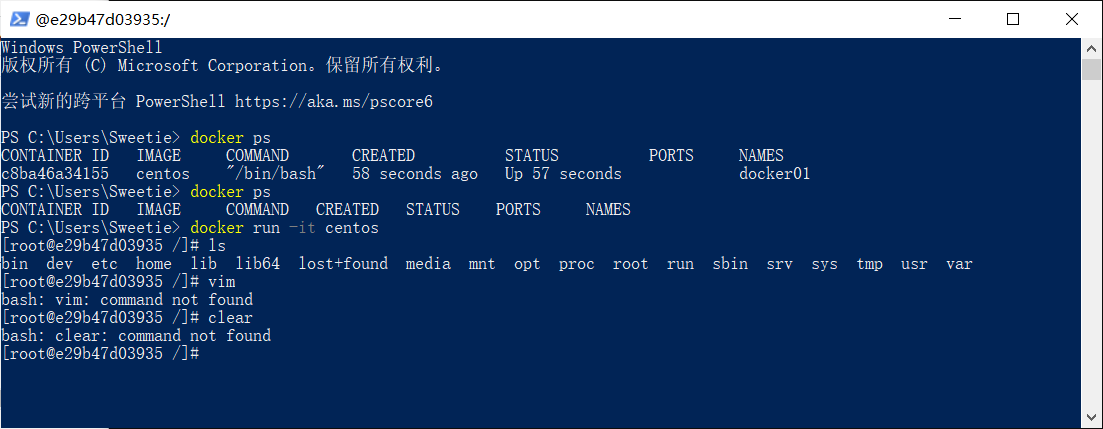 @e29b47d03935:/
Windows PowerShell
版权所有 (C) Microsoft Corporation。保留所有权利。
尝试新的跨平台 PowerShell https://aka.ms/pscore6
PS C:\Users\Sweetie> docker ps
CONTAINER ID   IMAGE     COMMAND       CREATED          STATUS          PORTS     NAMES
c8ba46a34155   centos    "/bin/bash"   58 seconds ago   Up 57 seconds             docker01
PS C:\Users\Sweetie> docker ps
CONTAINER ID   IMAGE     COMMAND   CREATED   STATUS    PORTS     NAMES
PS C:\Users\Sweetie> docker run -it centos
[root@e29b47d03935 /]# ls
bin  dev  etc  home  lib  lib64  lost+found  media  mnt  opt  proc  root  run  sbin  srv  sys  tmp  usr  var
[root@e29b47d03935 /]# vim
bash: vim: command not found
[root@e29b47d03935 /]# clear
bash: clear: command not found
[root@e29b47d03935 /]#